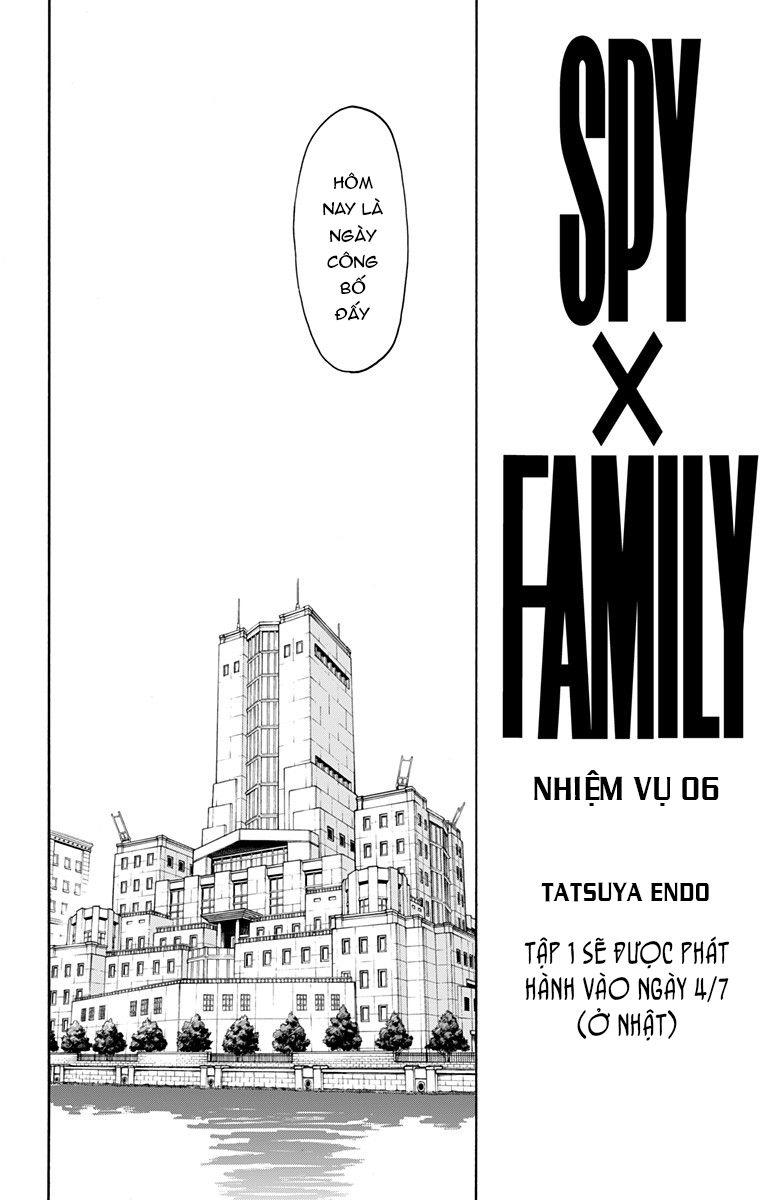 HÔM
NAY LÀ
NGÀY
CÔNG
BỐ
ĐẤY
SPY
×
FAMILY
NHIỆM VỤ 06
TATSUYA ENDO
TẬP 1 SẼ ĐƯỢC PHÁT
HÀNH VÀO NGÀY 4/7
(Ở NHẬT)